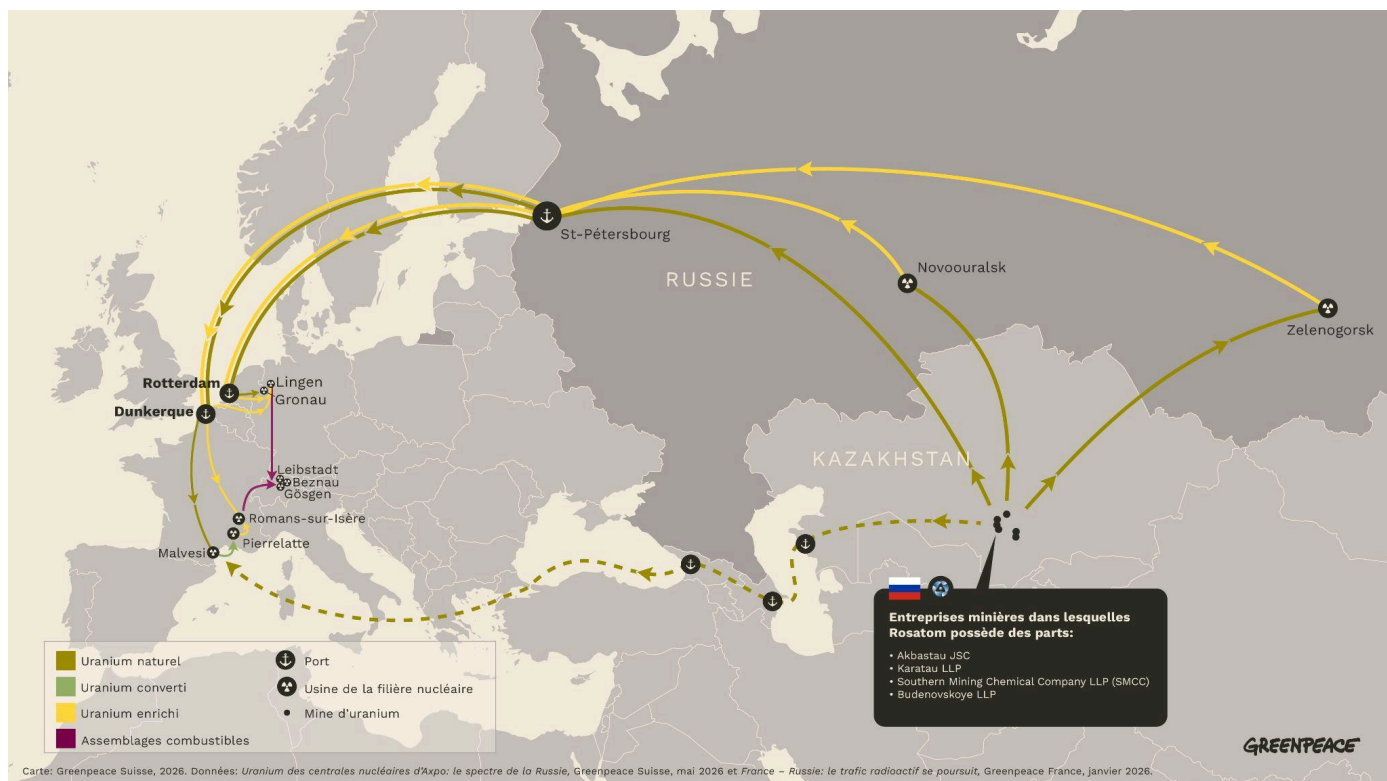 St-Pétersbourg
RUSSIE
Novoouralsk
Zelenogorsk
Rotterdam
Lingen
Gronau
Dunkerque
KAZAKHSTAN
Leibstadt
Beznau
Gösgen
Romans-sur-Isère
Pierrelatte
Malvesi
Entreprises minières dans lesquelles
Rosatom possède des parts:
• Akbastau JSC
• Karatau LLP
• Southern Mining Chemical Company LLP (SMCC)
• Budenovskoye LLP
Uranium naturel
Uranium converti
Uranium enrichi
Assemblages combustibles
Port
Usine de la filière nucléaire
Mine d'uranium
GREENPEACE
Carte: Greenpeace Suisse, 2026. Données: Uranium des centrales nucléaires d'Axpo: le spectre de la Russie, Greenpeace Suisse, mai 2026 et France – Russie: le trafic radioactif se poursuit, Greenpeace France, janvier 2026.